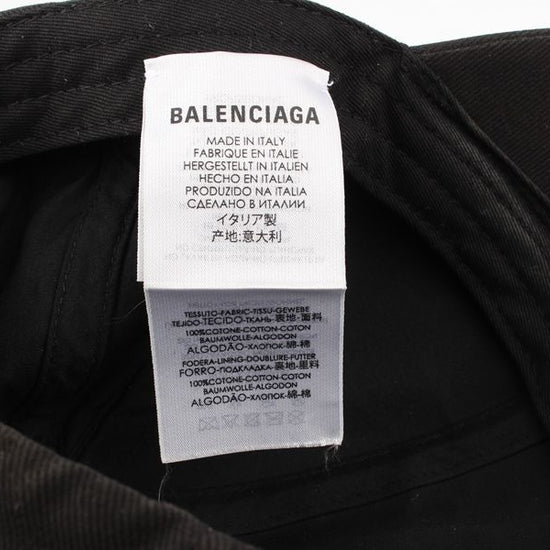 BALENCIAGA
MADE IN ITALY
FABRIQUE EN ITALIE
HERGESTELLT IN ITALIEN
HECHO EN ITALIA
PRODUZIDO NA ITALIA
СДЕЛАНО В ИТАЛИИ
イタリア製
产地:意大利
TESSUTO-FABRIC-TISSU-GEWEBE
TEJIDO-TECIDO-ТКАНЬ-表地-面料
100%COTONE-COTTON-COTON
BAUMWOLLE-ALGODON
ALGODÃO-ХЛОПОК-綿-棉
FODERA-LINING-DOUBLURE-FUTTER
FORRO-ПОДКЛАДКА-裏地-里料
100%COTONE-COTTON-COTON
BAUMWOLLE-ALGODON
ALGODÃO-ХЛОПОК-綿-棉